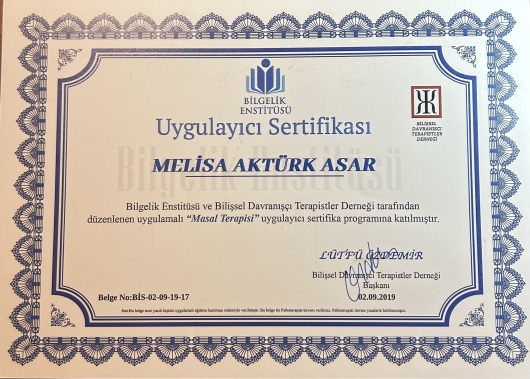 BİLGELİK
ENSTİTÜSÜ
BİLİŞSEL
DAVRANIŞÇI
TERAPİSTLER
DERNEĞİ
Uygulayıcı Sertifikası
Bilgelik Enstitüsü
MELİSA AKTÜRK ASAR
Bilgelik Enstitüsü ve Bilişsel Davranışçı Terapistler Derneği tarafından
düzenlenen uygulamalı “Masal Terapisi” uygulayıcı sertifika programına katılmıştır.
LÜTFÜ ÖZDEMİR
Bilişsel Davranışçı Terapistler Derneği
Başkanı
Belge No:BİS-02-09-19-17
02.09.2019